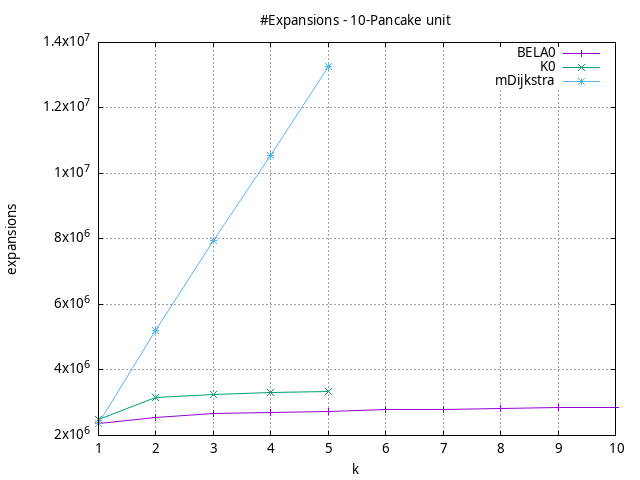 #Expansions - 10-Pancake unit
BELA0
K0
mDijkstra
1.4x10^7
1.2x10^7
1x10^7
8x10^6
6x10^6
4x10^6
2x10^6
expansions
1 2 3 4 5 6 7 8 9 10
k